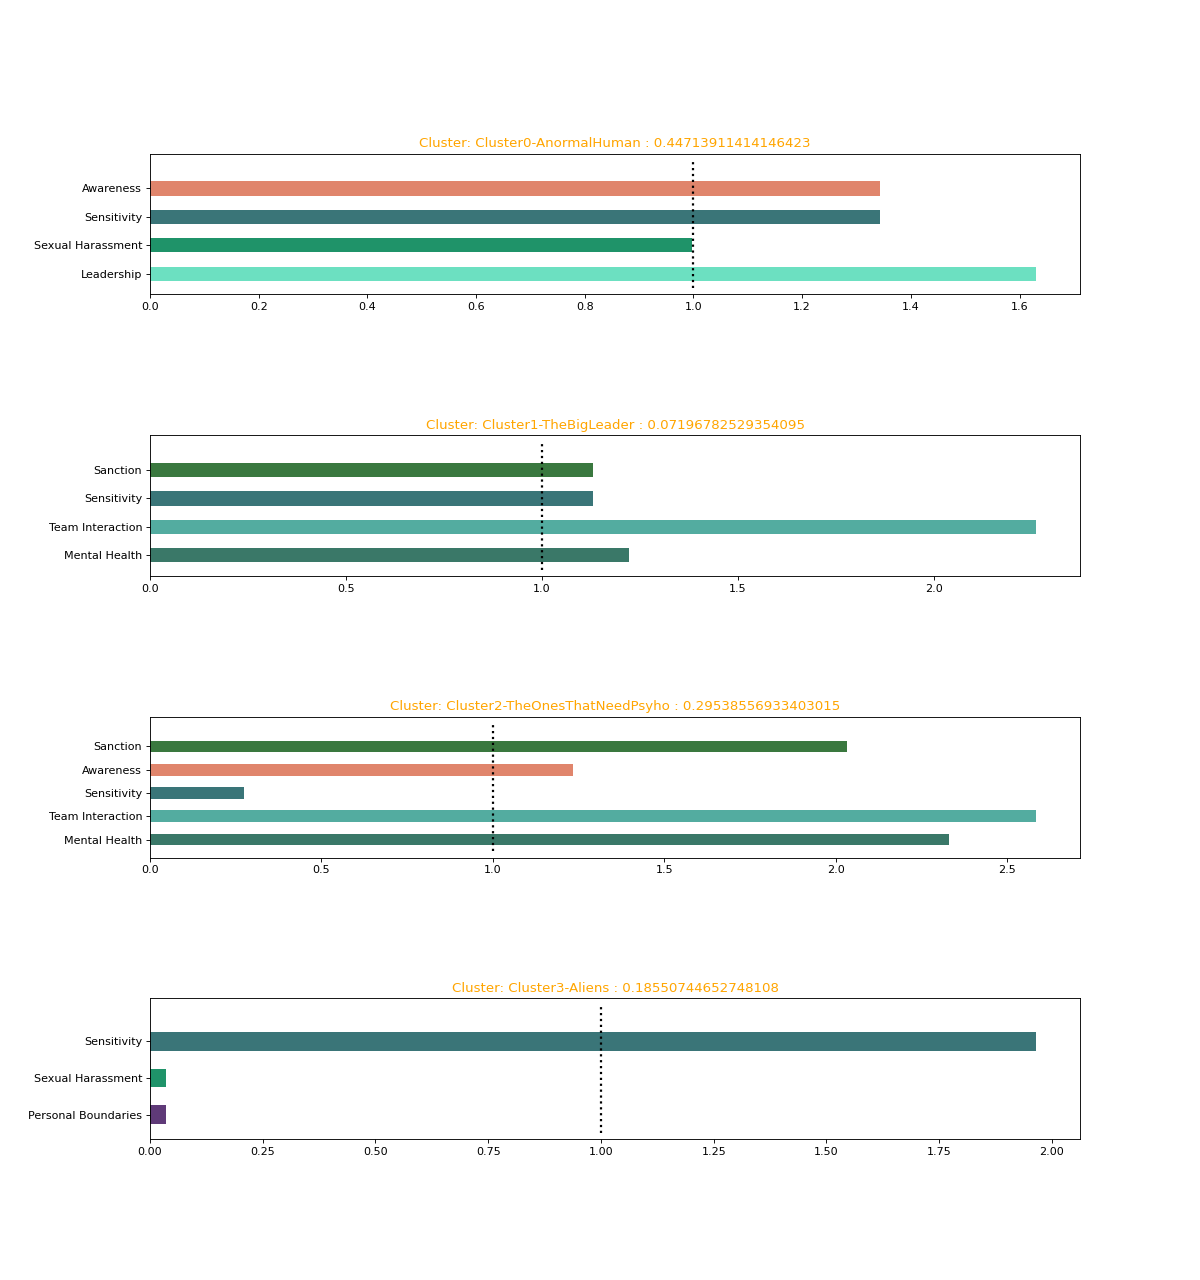 Cluster: Cluster0-AnormalHuman : 0.44713911414146423
Awareness
Sensitivity
Sexual Harassment
Leadership
0.0 0.2 0.4 0.6 0.8 1.0 1.2 1.4 1.6
Cluster: Cluster1-TheBigLeader : 0.07196782529354095
Sanction
Sensitivity
Team Interaction
Mental Health
0.0 0.5 1.0 1.5 2.0
Cluster: Cluster2-TheOnesThatNeedPsyho : 0.29538556933403015
Sanction
Awareness
Sensitivity
Team Interaction
Mental Health
0.0 0.5 1.0 1.5 2.0 2.5
Cluster: Cluster3-Aliens : 0.18550744652748108
Sensitivity
Sexual Harassment
Personal Boundaries
0.00 0.25 0.50 0.75 1.00 1.25 1.50 1.75 2.00